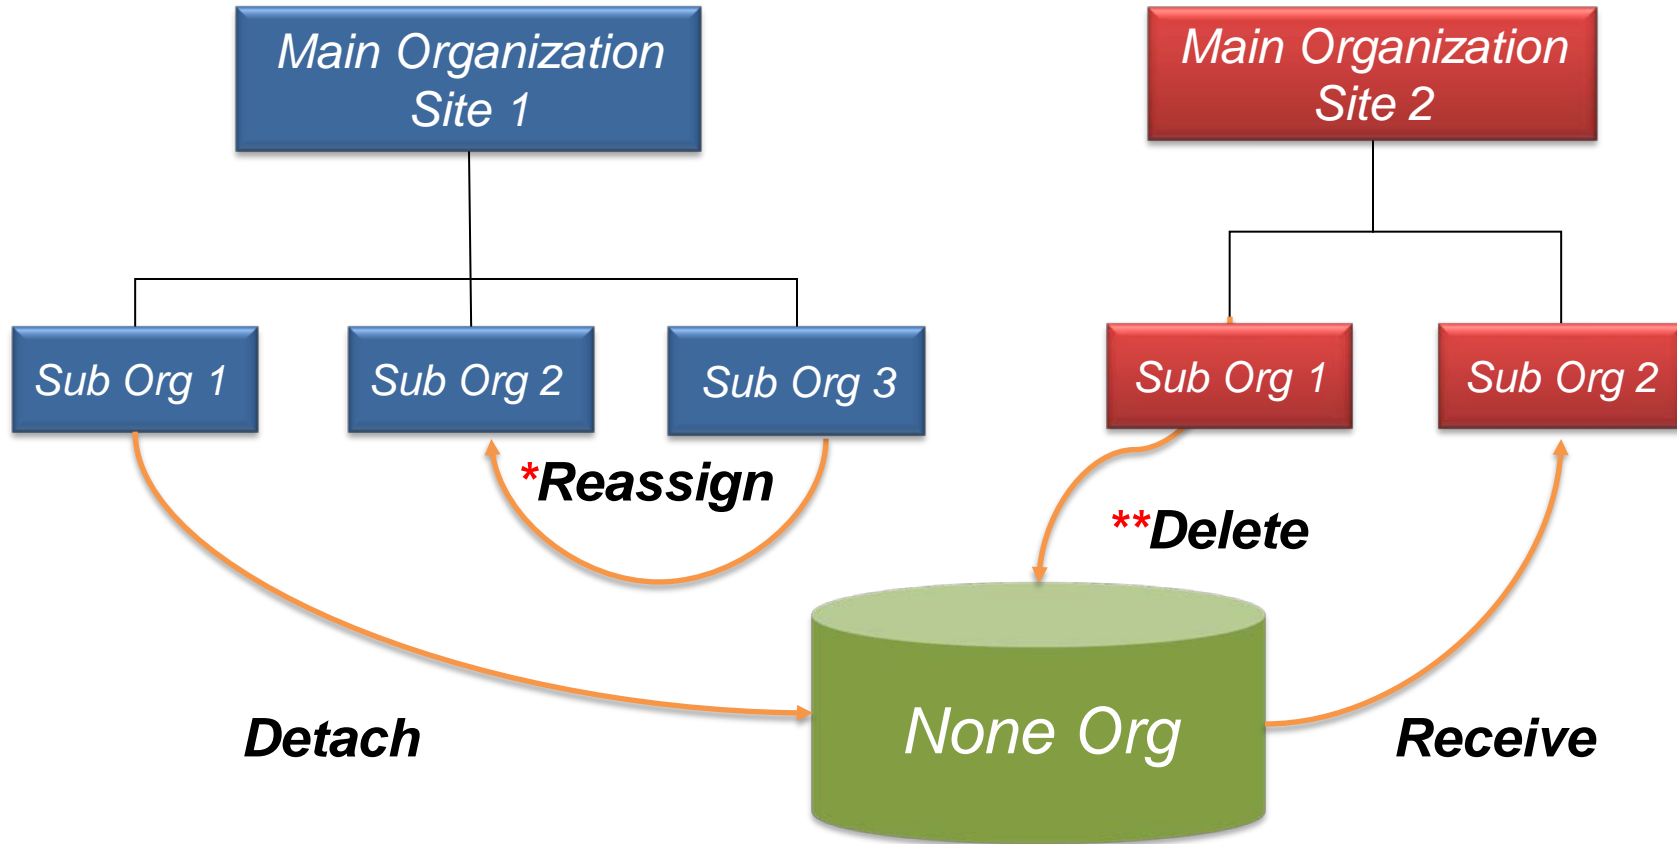 Main Organization
Site 1
Main Organization
Site 2
Sub Org 1
Sub Org 2
Sub Org 3
Sub Org 1
Sub Org 2
*Reassign
**Delete
Detach
None Org
Receive